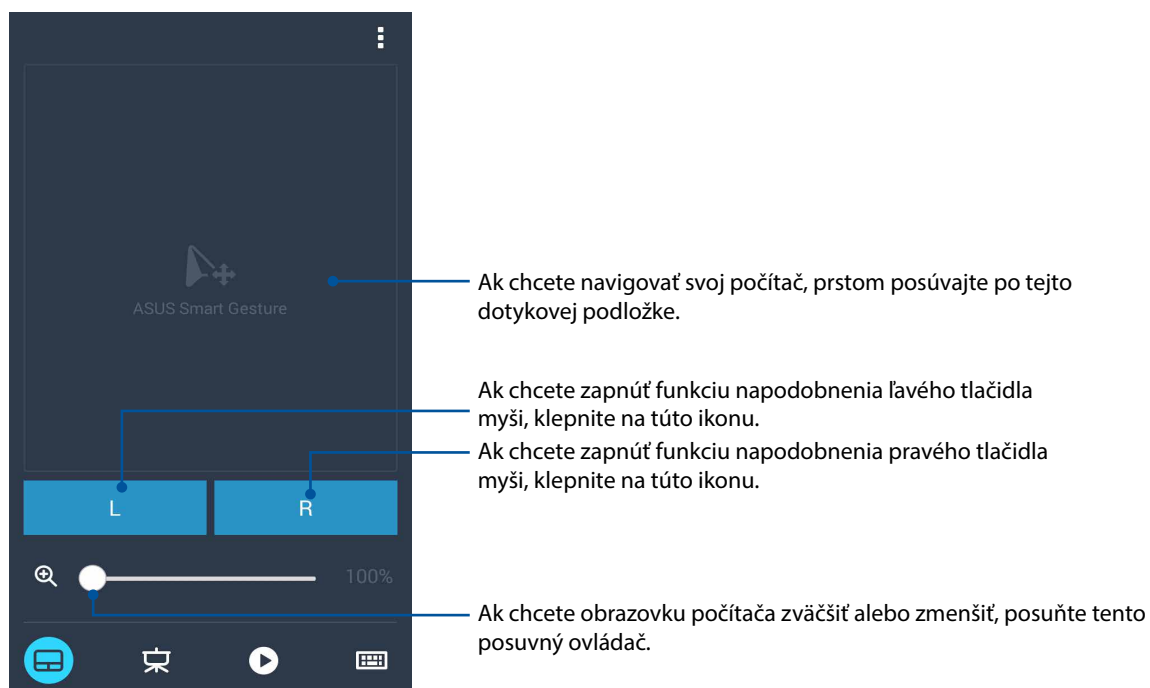 ASUS Smart Gesture
Ak chcete navigovať svoj počítač, prstom posúvajte po tejto
dotykovej podložke.
Ak chcete zapnúť funkciu napodobnenia ľavého tlačidla
myši, klepnite na túto ikonu.
Ak chcete zapnúť funkciu napodobnenia pravého tlačidla
myši, klepnite na túto ikonu.
L
R
100%
Ak chcete obrazovku počítača zväčšiť alebo zmenšiť, posuňte tento
posuvný ovládač.